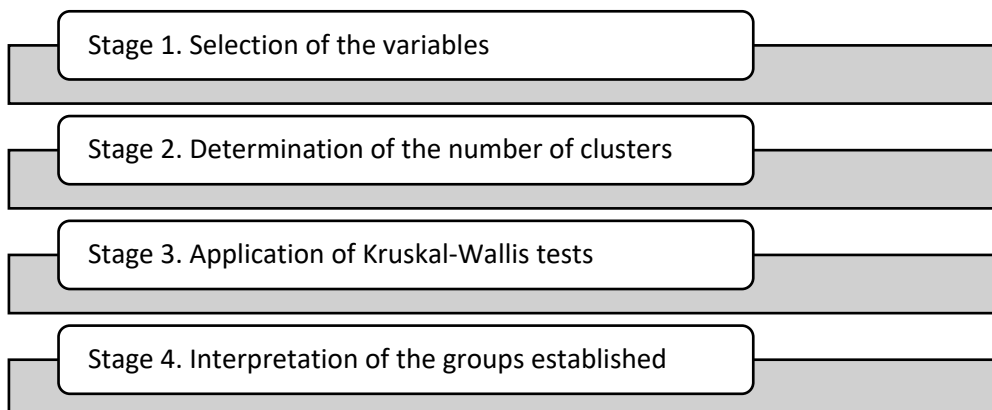 Stage 1. Selection of the variables
Stage 2. Determination of the number of clusters
Stage 3. Application of Kruskal-Wallis tests
Stage 4. Interpretation of the groups established